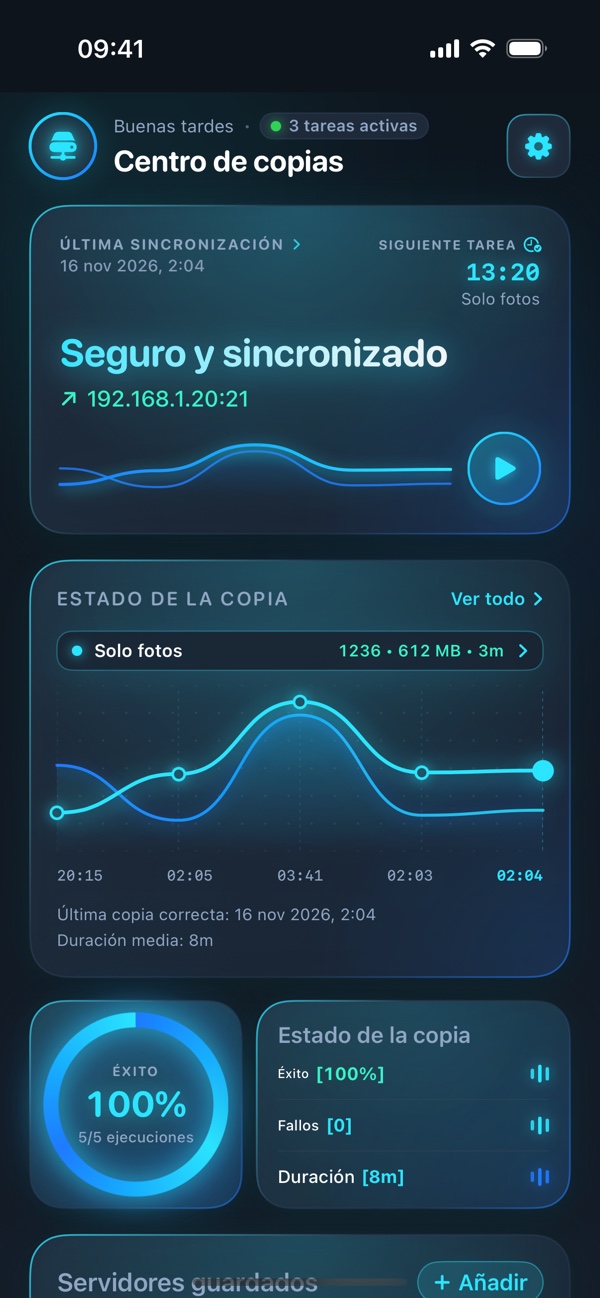 09:41
Buenas tardes · 3 tareas activas
Centro de copias
ÚLTIMA SINCRONIZACIÓN
16 nov 2026, 2:04
SIGUIENTE TAREA
13:20
Solo fotos
Seguro y sincronizado
192.168.1.20:21
ESTADO DE LA COPIA
Ver todo
Solo fotos 1236 • 612 MB • 3m
20:15 02:05 03:41 02:03 02:04
Última copia correcta: 16 nov 2026, 2:04
Duración media: 8m
ÉXITO
100%
5/5 ejecuciones
Estado de la copia
Éxito [100%]
Fallos [0]
Duración [8m]
Servidores guardados
+ Añadir